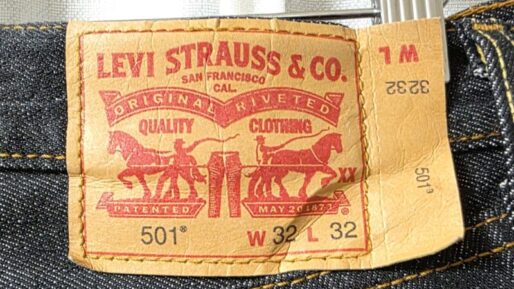 LEVI STRAUSS & CO.
SAN FRANCISCO
CAL.
ORIGINAL RIVETED
QUALITY CLOTHING
XX
PATENTED MAY 20 1873
501®
W 32 L 32
W L
3232
501®